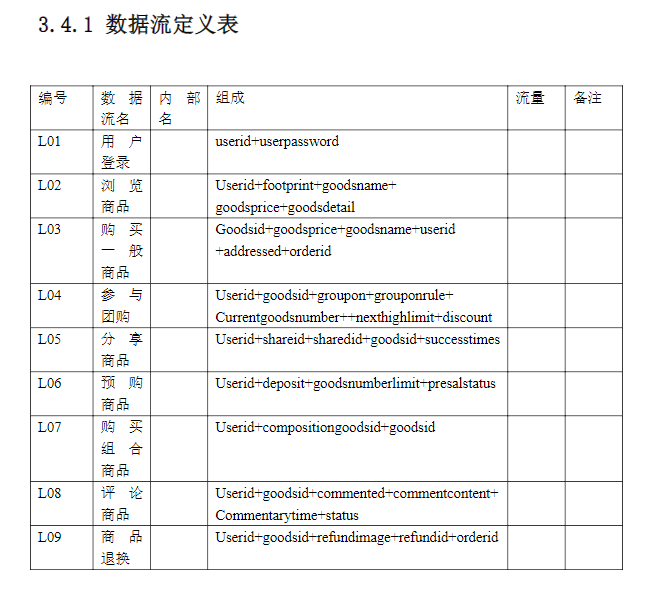 3.4.1 数据流定义表
编号 数据 内部 组成 流量 备注
流名 名
L01 用户 userid+userpassword
登录
L02 浏览 Userid+footprint+goodsname+
商品 goodsprice+goodsdetail
L03 购买 Goodsid+goodsprice+goodsname+userid
一般 +addressed+orderid
商品
L04 参与 Userid+goodsid+groupon+grouponrule+
团购 Currentgoodsnumber++nexthighlimit+discount
L05 分享 Userid+shareid+sharedid+goodsid+successtimes
商品
L06 预购 Userid+deposit+goodsnumberlimit+presalstatus
商品
L07 购买 Userid+compositiongoodsid+goodsid
组合
商品
L08 评论 Userid+goodsid+commented+commentcontent+
商品 Commentarytime+status
L09 商品 Userid+goodsid+refundimage+refundid+orderid
退换